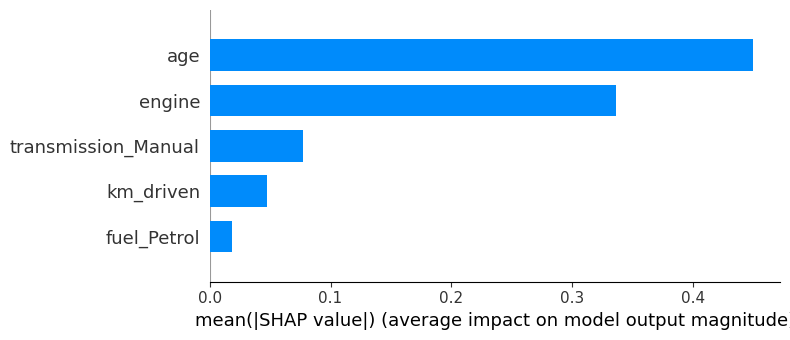 age
engine
transmission_Manual
km_driven
fuel_Petrol
0.0 0.1 0.2 0.3 0.4
mean(|SHAP value|) (average impact on model output magnitude